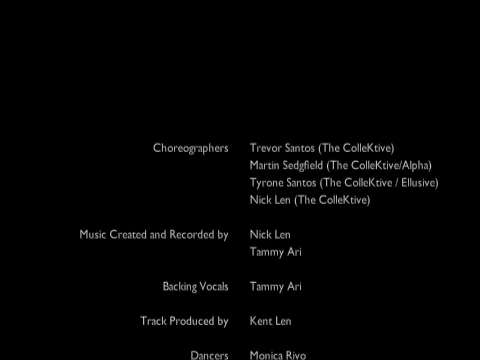 Choreographers Trevor Santos (The ColleKtive)
Martin Sedgfield (The ColleKtive/Alpha)
Tyrone Santos (The ColleKtive / Ellusive)
Nick Len (The ColleKtive)
Music Created and Recorded by Nick Len
Tammy Ari
Backing Vocals Tammy Ari
Track Produced by Kent Len
Dancers Monica Rivo